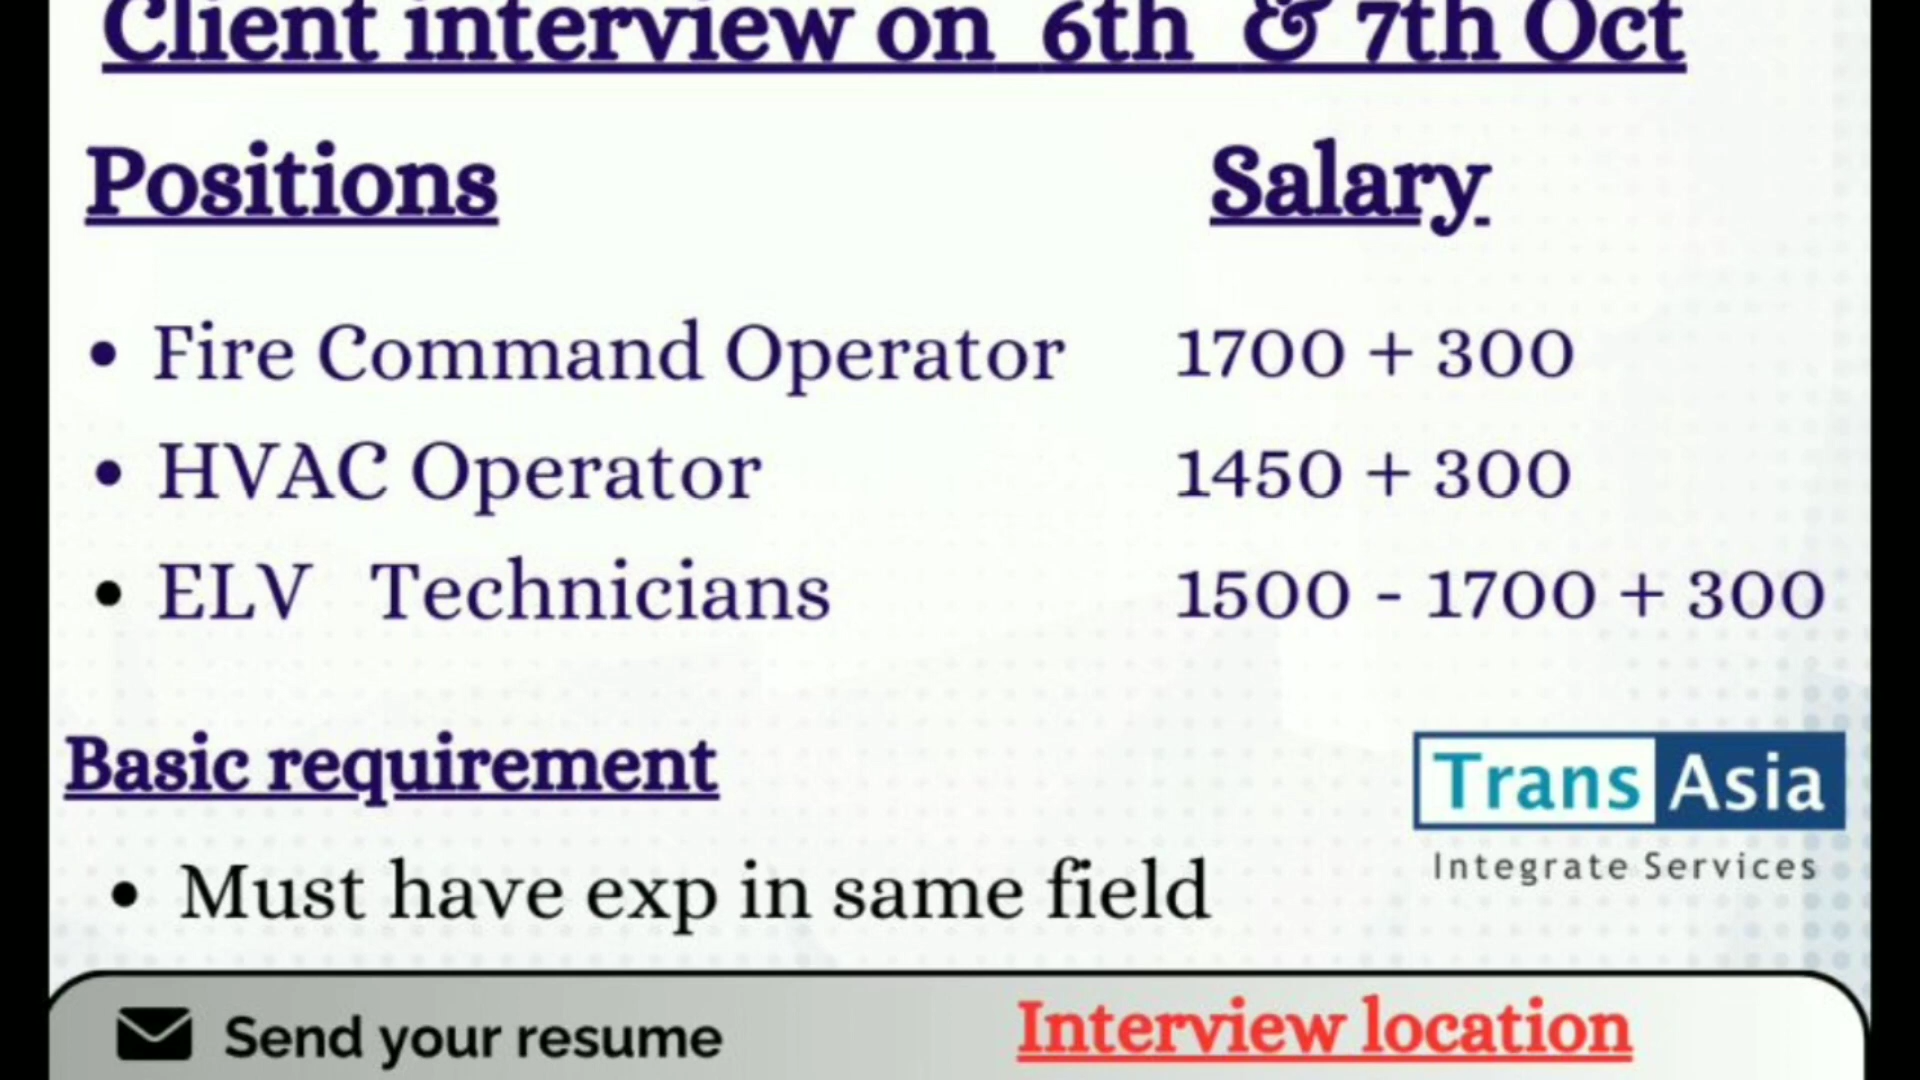 Client interview on 6th & 7th Oct
Positions Salary
• Fire Command Operator 1700 + 300
• HVAC Operator 1450 + 300
• ELV Technicians 1500 - 1700 + 300
Basic requirement
Trans Asia
Integrate Services
• Must have exp in same field
Send your resume Interview location